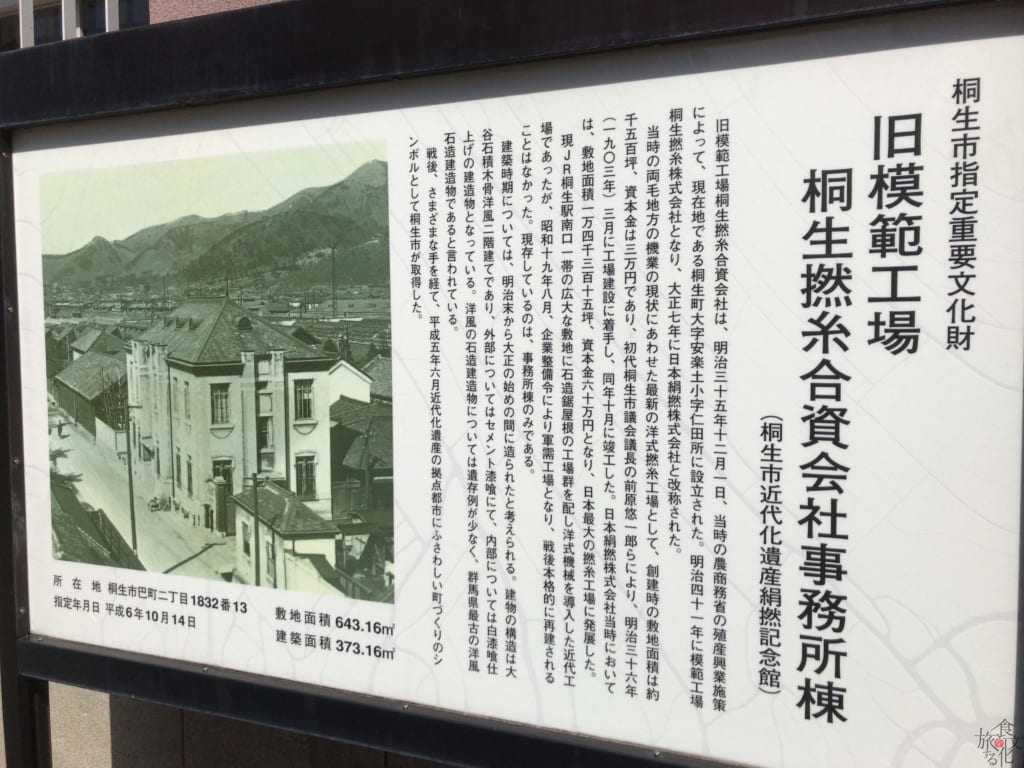 桐生市指定重要文化財
旧模範工場
桐生撚糸合資会社事務所棟
(桐生市近代化遺産絹撚記念館)
旧模範工場桐生撚糸合資会社は、明治三十五年十二月一日、当時の農商務省の殖産興業施策
によって、現在地である桐生町大字安楽土小字仁田所に設立された。明治四十一年に模範工場
桐生撚糸株式会社となり、大正七年に日本絹撚株式会社と改称された。
当時の両毛地方の機業の現状にあわせた最新の洋式撚糸工場として、創建時の敷地面積は約
千五百坪、資本金は三万円であり、初代桐生市議会議長の前原悠一郎らにより、明治三十六年
(一九〇三年)三月に工場建設に着手し、同年十月に竣工した。日本絹撚株式会社当時において
は、敷地面積一万四千三百十五坪、資本金六十万円となり、日本最大の撚糸工場に発展した。
現JR桐生駅南口一帯の広大な敷地に石造鋸屋根の工場群を配し洋式機械を導入した近代工
場であったが、昭和十九年八月、企業整備令により軍需工場となり、戦後本格的に再建される
ことはなかった。現存しているのは、事務所棟のみである。
建築時期については、明治末から大正の始めの間に造られたと考えられる。建物の構造は大
谷石積木骨洋風二階建てであり、外部についてはセメント漆喰にて、内部については白漆喰仕
上げの建造物となっている。洋風の石造建造物については遺存例が少なく、群馬県最古の洋風
石造建造物であると言われている。
戦後、さまざまな手を経て、平成五年六月近代化遺産の拠点都市にふさわしい町づくりのシ
ンボルとして桐生市が取得した。
所在地 桐生市巴町二丁目1832番13
指定年月日 平成6年10月14日
敷地面積 643.16㎡
建築面積 373.16㎡
食文化
旅する